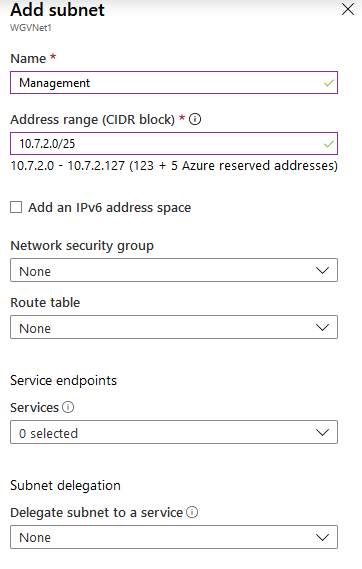 Add subnet
WGVNet1
Name *
Management
Address range (CIDR block) *
10.7.2.0/25
10.7.2.0 - 10.7.2.127 (123 + 5 Azure reserved addresses)
Add an IPv6 address space
Network security group
None
Route table
None
Service endpoints
Services
0 selected
Subnet delegation
Delegate subnet to a service
None